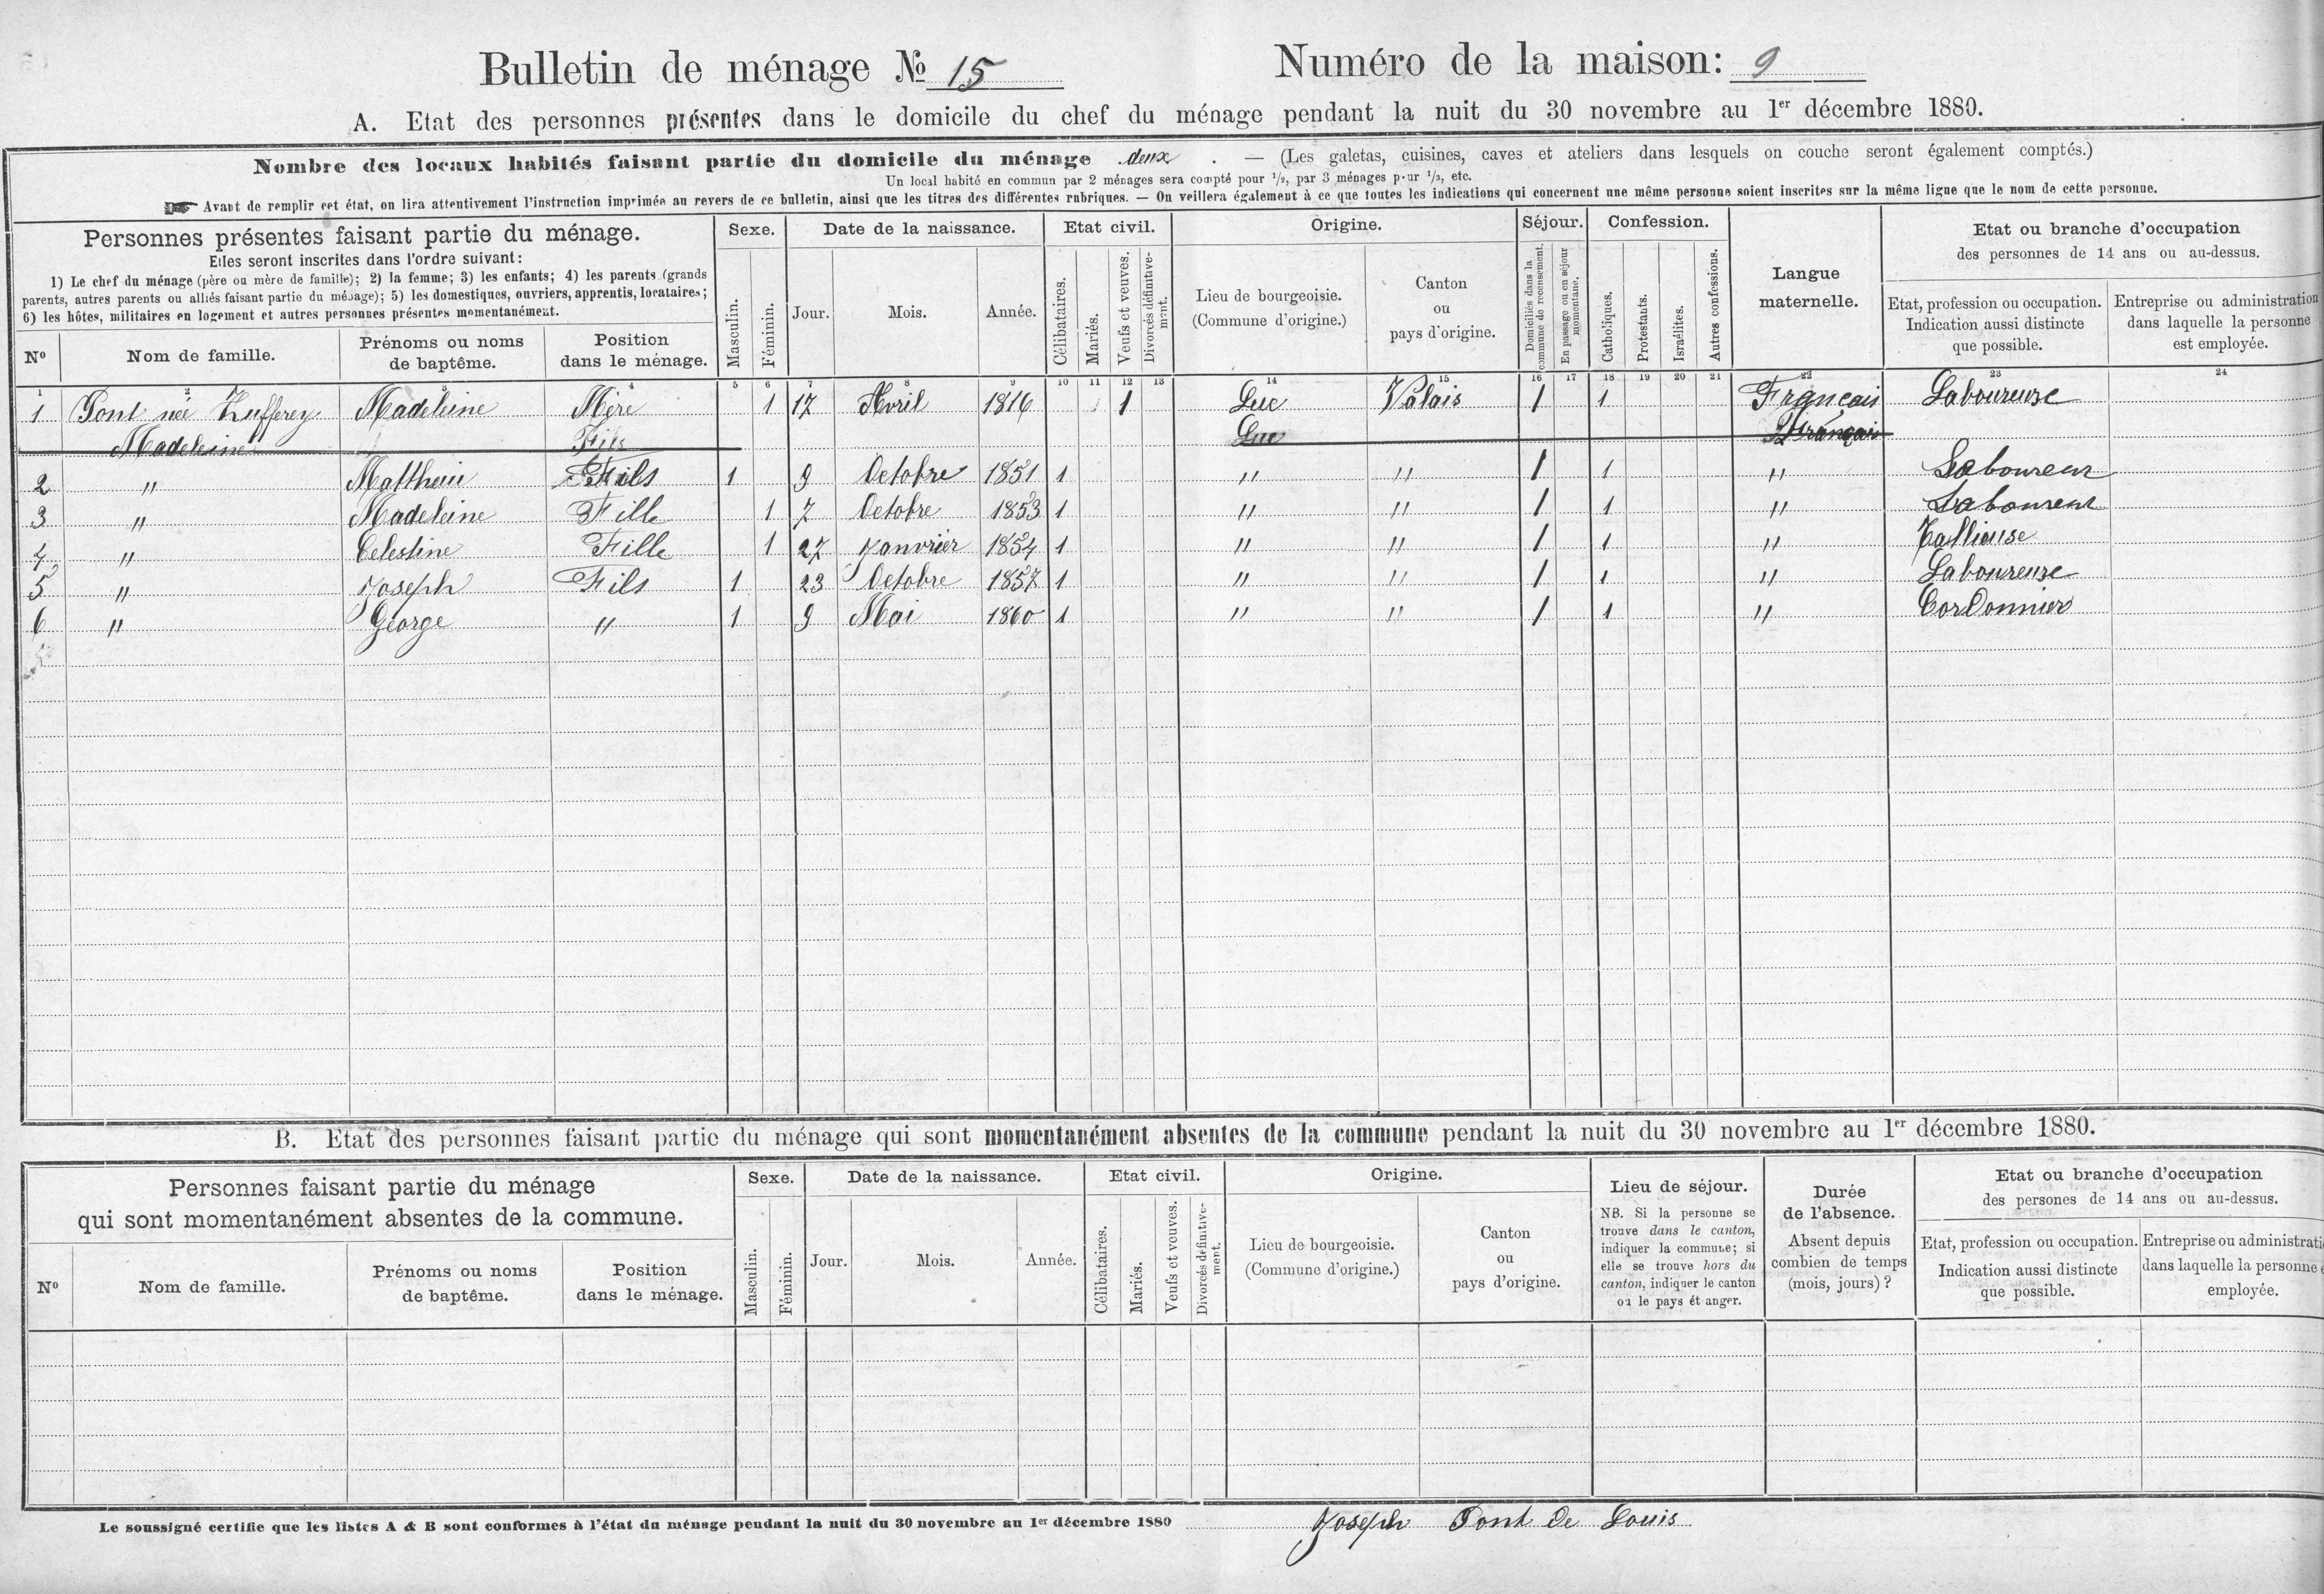 Bulletin de ménage № 15 Numéro de la maison: 9
A. Etat des personnes présentes dans le domicile du chef du ménage pendant la nuit du 30 novembre au 1er décembre 1880.
Nombre des locaux habités faisant partie du domicile du ménage deux. — (Les galetas, cuisines, caves et ateliers dans lesquels on couche seront également comptés.)
Un local habité en commun par 2 ménages sera compté pour 1/2, par 3 ménages pour 1/3, etc.
Avant de remplir cet état, on lira attentivement l'instruction imprimée au revers de ce bulletin, ainsi que les titres des différentes rubriques. — On veillera également à ce que toutes les indications qui concernent une même personne soient inscrites sur la même ligne que le nom de cette personne.
Personnes présentes faisant partie du ménage.
Elles seront inscrites dans l'ordre suivant:
1) Le chef du ménage (père ou mère de famille); 2) la femme; 3) les enfants; 4) les parents (grands
parents, autres parents ou alliés faisant partie du ménage); 5) les domestiques, ouvriers, apprentis, locataires;
6) les hôtes, militaires en logement et autres personnes présentes momentanément.
No
Nom de famille.
Prénoms ou noms
de baptême.
Position
dans le ménage.
Sexe.
Masculin.
Féminin.
Date de la naissance.
Jour.
Mois.
Année.
Etat civil.
Célibataires.
Mariés.
Veufs et veuves.
Divorcés définitive-
ment.
Origine.
Lieu de bourgeoisie.
(Commune d'origine.)
Canton
ou
pays d'origine.
Séjour.
Domiciliés dans la
commune de recensement.
En passage ou en séjour
momentané.
Confession.
Catholiques.
Protestants.
Israélites.
Autres confessions.
Langue
maternelle.
Etat ou branche d'occupation
des personnes de 14 ans ou au-dessus.
Etat, profession ou occupation.
Indication aussi distincte
que possible.
Entreprise ou administration
dans laquelle la personne
est employée.
1 2 3 4 5 6 7 8 9 10 11 12 13 14 15 16 17 18 19 20 21 22 23 24
1 Pont née Zufferey Madeleine Mère 1 17 Avril 1816 1 Luc Valais 1 1 Français Laboureuse
Madeleine Fils Luc Français
2 " Matthieu Fils 1 9 Octobre 1851 1 " " 1 1 " Laboureur
3 " Madeleine Fille 1 7 Octobre 1853 1 " " 1 1 " Laboureur
4 " Celestine Fille 1 27 Janvrier 1854 1 " " 1 1 " Tallieuse
5 " Joseph Fils 1 23 Octobre 1857 1 " " 1 1 " Laboureuse
6 " George " 1 9 Mai 1860 1 " " 1 1 " Cordonnier
B. Etat des personnes faisant partie du ménage qui sont momentanément absentes de la commune pendant la nuit du 30 novembre au 1er décembre 1880.
Personnes faisant partie du ménage
qui sont momentanément absentes de la commune.
No
Nom de famille.
Prénoms ou noms
de baptême.
Position
dans le ménage.
Sexe.
Masculin.
Féminin.
Date de la naissance.
Jour.
Mois.
Année.
Etat civil.
Célibataires.
Mariés.
Veufs et veuves.
Divorcés définitive-
ment.
Origine.
Lieu de bourgeoisie.
(Commune d'origine.)
Canton
ou
pays d'origine.
Lieu de séjour.
NB. Si la personne se
trouve dans le canton,
indiquer la commune; si
elle se trouve hors du
canton, indiquer le canton
ou le pays étranger.
Durée
de l'absence.
Absent depuis
combien de temps
(mois, jours)?
Etat ou branche d'occupation
des persones de 14 ans ou au-dessus.
Etat, profession ou occupation.
Indication aussi distincte
que possible.
Entreprise ou administrati
dans laquelle la personne e
employée.
Le soussigné certifie que les listes A & B sont conformes à l'état du ménage pendant la nuit du 30 novembre au 1er décembre 1880 Joseph Pont de Louis